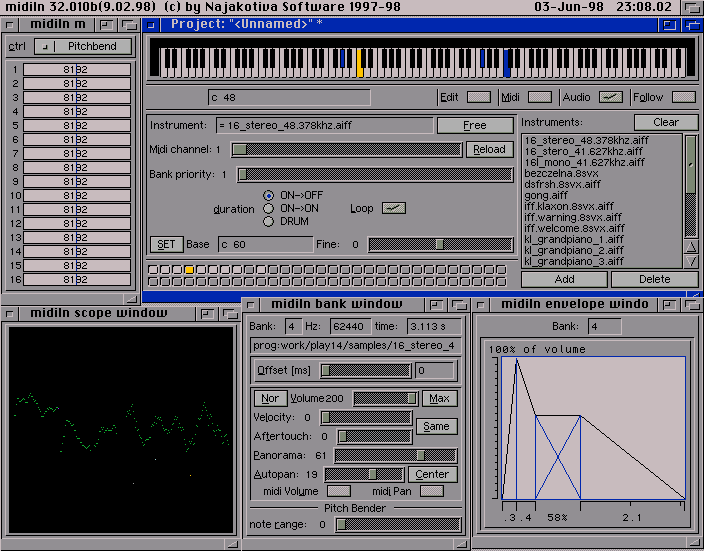 midiIn 32.010b(9.02.98) (c) by Najakotiva Software 1997-98 03-Jun-98 23:08.02
midiIn m
ctrl Pitchbend
1 8192
2 8192
3 8192
4 8192
5 8192
6 8192
7 8192
8 8192
9 8192
10 8192
11 8192
12 8192
13 8192
14 8192
15 8192
16 8192
Project: "<Unnamed>" *
c 48
Edit Midi Audio Follow
Instrument: = 16_stereo_48.378khz.aiff Free
Midi channel: 1 Reload
Bank priority: 1
duration
ON->OFF
ON->ON
DRUM
Loop
SET Base c 60 Fine: 0
Instruments: Clear
16_stereo_48.378khz.aiff
16_stero_41.627khz.aiff
16l_mono_41.627khz.aiff
bezczelna.8svx
dsfrsh.8svx.aiff
gong.aiff
iff.klaxon.8svx.aiff
iff.warning.8svx.aiff
iff.welcome.8svx.aiff
kl_grandpiano_1.aiff
kl_grandpiano_2.aiff
kl_grandpiano_3.aiff
Add Delete
midiIn scope window
midiIn bank window
Bank: 4 Hz: 62440 time: 3.113 s
prog:work/play14/samples/16_stereo_4
Offset [ms] 0
Nor Volume200 Max
Velocity: 0
Same
Aftertouch: 0
Panorama: 61
Autopan: 19 Center
midi Volume midi Pan
Pitch Bender
note range: 0
midiIn envelope windo
Bank: 4
100% of volume
.3 .4 58% 2.1